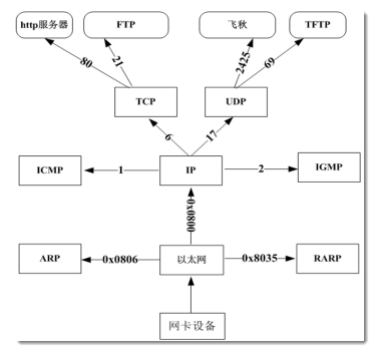 http服务器
FTP
飞秋
TFTP
80
21
2425
69
TCP
UDP
6
17
ICMP
1
IP
2
IGMP
0x0800
ARP
0x0806
以太网
0x8035
RARP
网卡设备